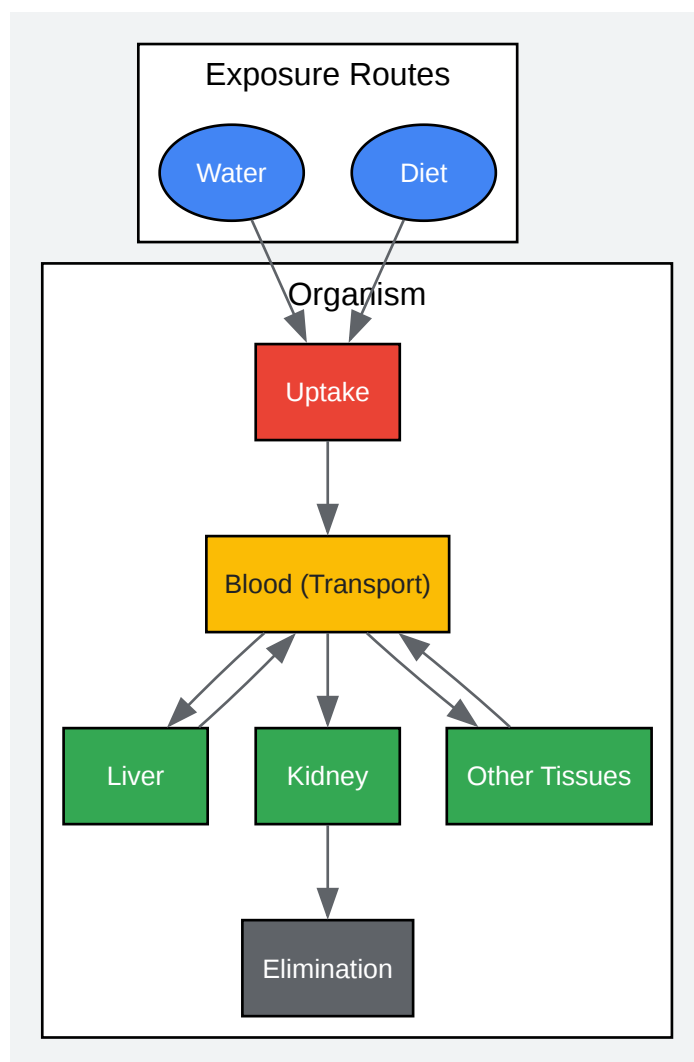 Exposure Routes
Water
Diet
Organism
Uptake
Blood (Transport)
Liver
Kidney
Other Tissues
Elimination